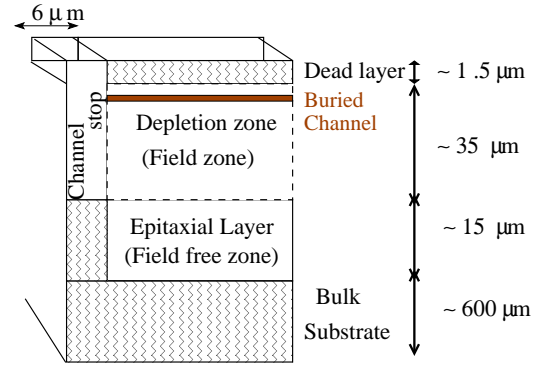 6 μm
Dead layer
~ 1 .5 μm
Buried
Channel
Channel
stop
Depletion zone
(Field zone)
~ 35 μm
Epitaxial Layer
(Field free zone)
~ 15 μm
Bulk
Substrate
~ 600 μm